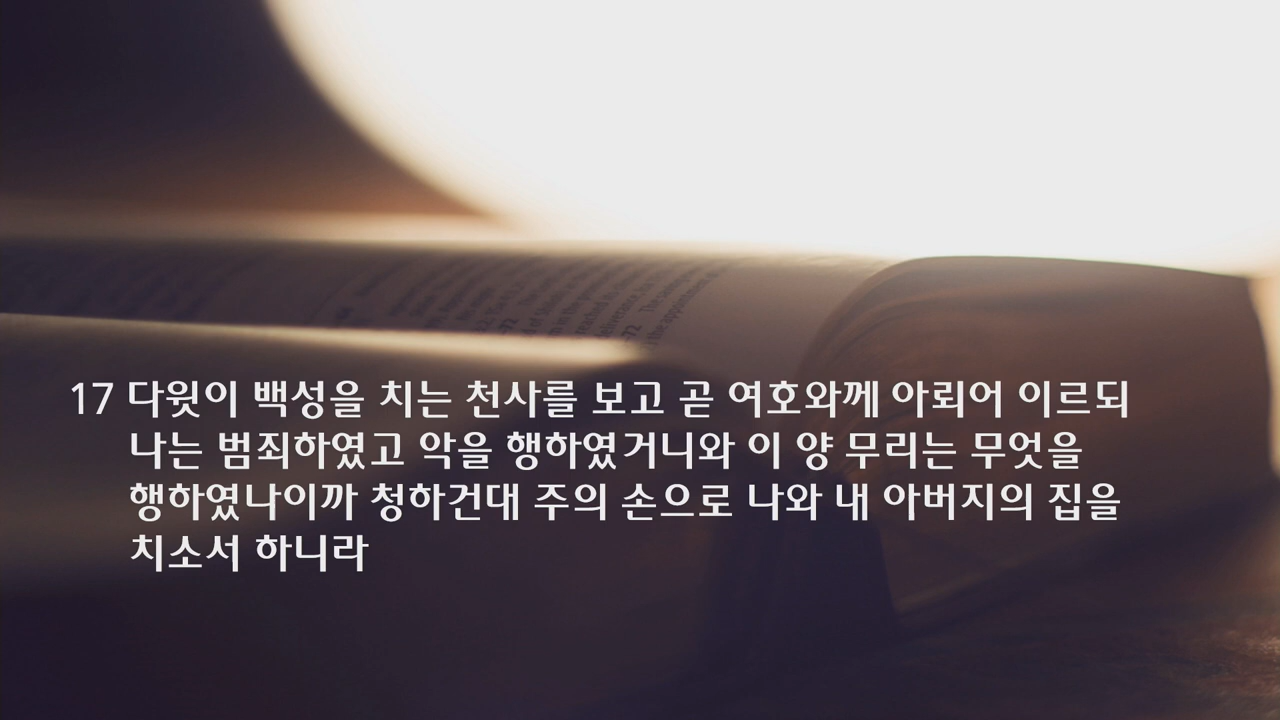 17 다윗이 백성을 치는 천사를 보고 곧 여호와께 아뢰어 이르되
나는 범죄하였고 악을 행하였거니와 이 양 무리는 무엇을
행하였나이까 청하건대 주의 손으로 나와 내 아버지의 집을
치소서 하니라